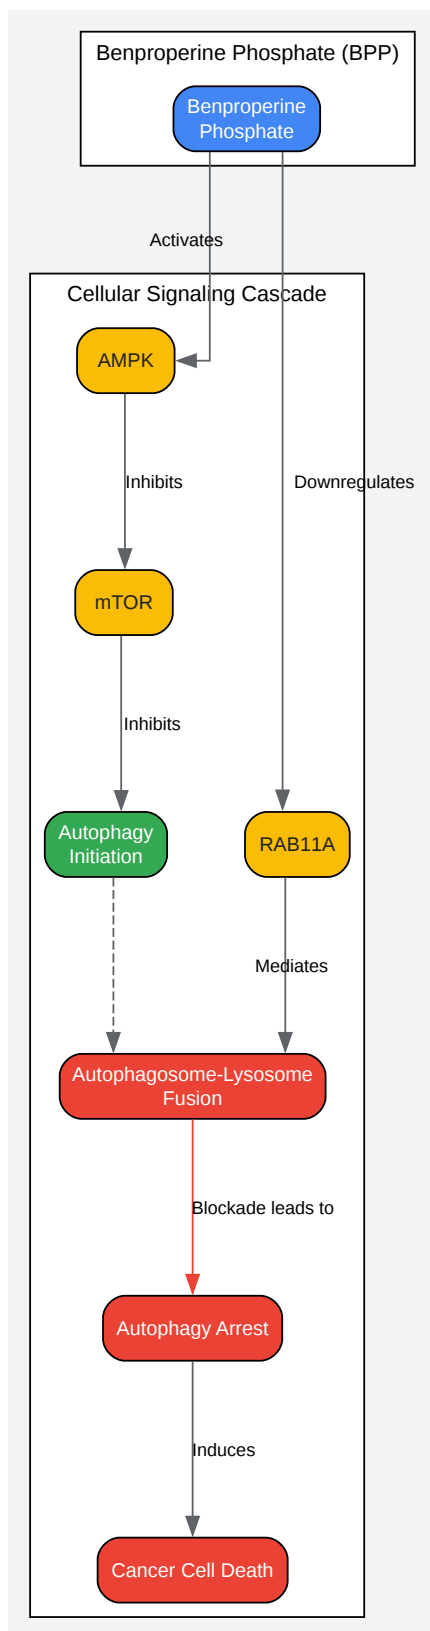 Benproperine Phosphate (BPP)
Benproperine
Phosphate
Activates
Cellular Signaling Cascade
AMPK
Inhibits
Downregulates
mTOR
Inhibits
Autophagy
Initiation
RAB11A
Mediates
Autophagosome-Lysosome
Fusion
Blockade leads to
Autophagy Arrest
Induces
Cancer Cell Death